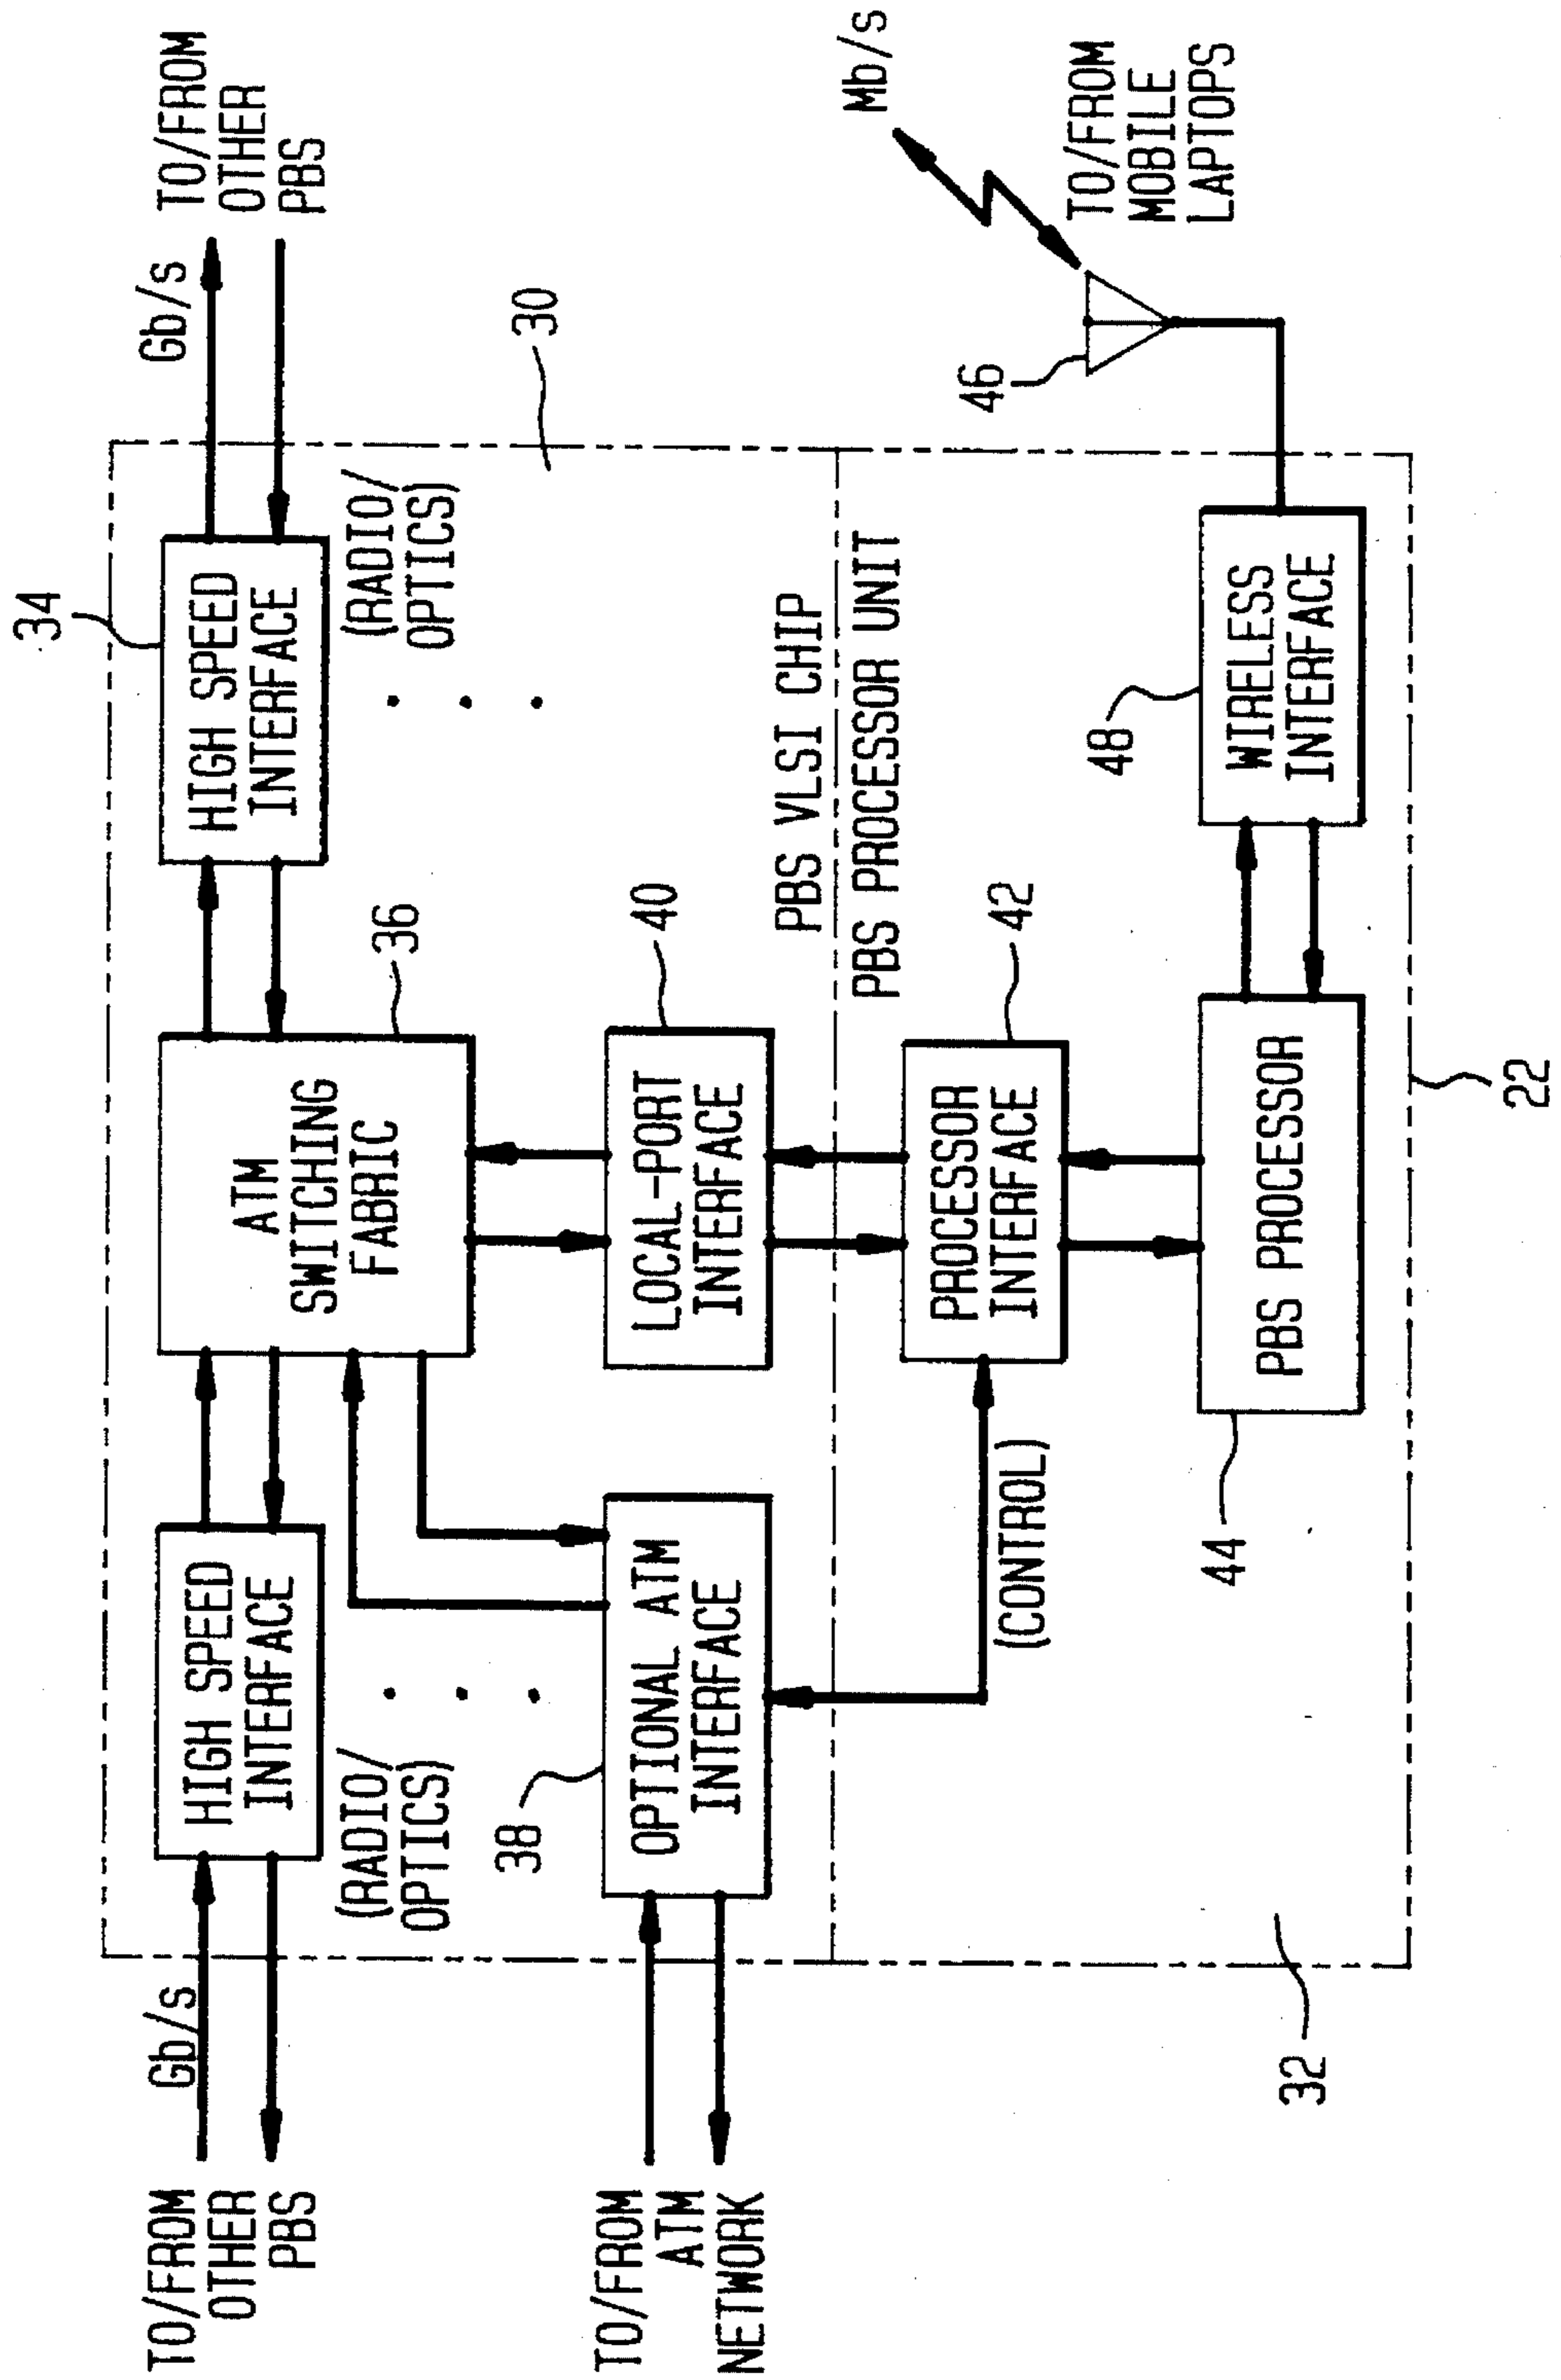 TO/FROM
OTHER
PBS
Gb/s
HIGH SPEED
INTERFACE
(RADIO/
OPTICS)
TO/FROM
ATM
NETWORK
38
OPTIONAL ATM
INTERFACE
ATM
SWITCHING
FABRIC
36
LOCAL-PORT
INTERFACE
40
34
HIGH SPEED
INTERFACE
(RADIO/
OPTICS)
Gb/s
TO/FROM
OTHER
PBS
30
PBS VLSI CHIP
PBS PROCESSOR UNIT
(CONTROL)
PROCESSOR
INTERFACE
42
44
PBS PROCESSOR
48
WIRELESS
INTERFACE
46
Mb/s
TO/FROM
MOBILE
LAPTOPS
32
22